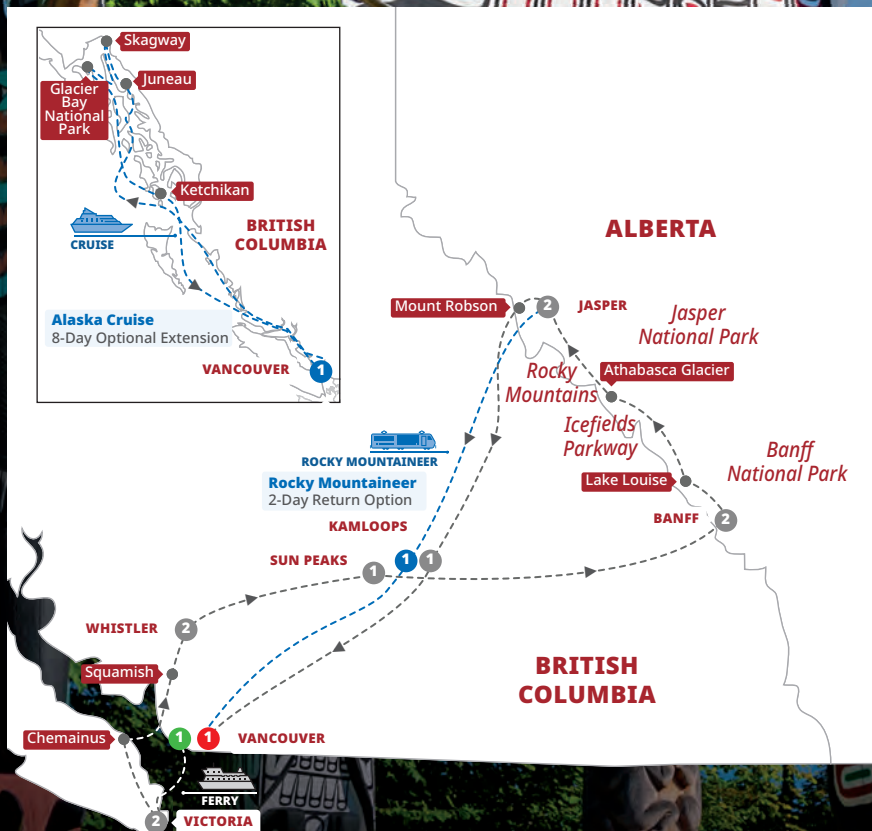 Skagway
Juneau
Glacier
Bay
National
Park
Ketchikan
CRUISE
BRITISH
COLUMBIA
Alaska Cruise
8-Day Optional Extension
VANCOUVER
1
ALBERTA
Mount Robson
2
JASPER
Jasper
National Park
Rocky
Mountains
Athabasca Glacier
Icefields
Parkway
Banff
National Park
Lake Louise
BANFF
2
ROCKY MOUNTAINEER
Rocky Mountaineer
2-Day Return Option
KAMLOOPS
1
1
SUN PEAKS
1
WHISTLER
2
Squamish
BRITISH
COLUMBIA
Chemainus
1
1
VANCOUVER
FERRY
2
VICTORIA